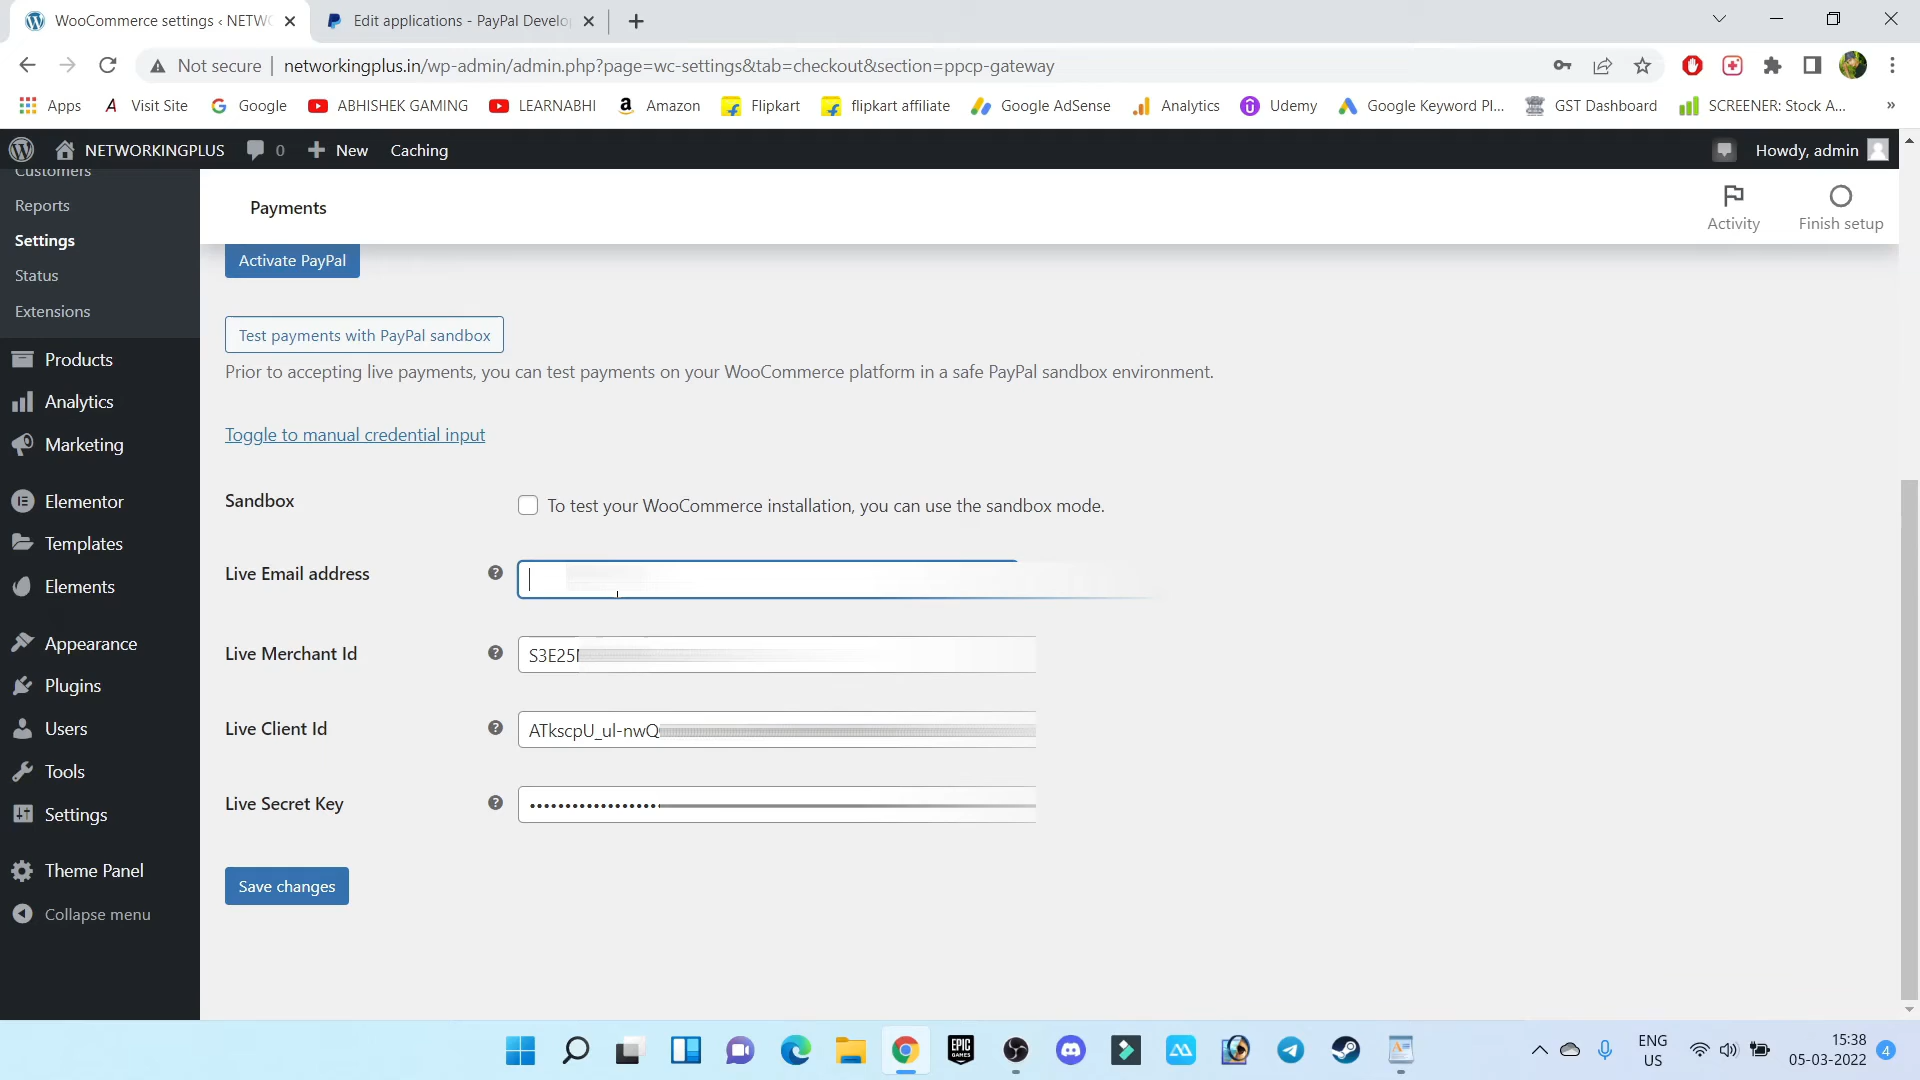 WooCommerce settings ‹ NETW
Edit applications - PayPal Develo
Not secure
networkingplus.in/wp-admin/admin.php?page=wc-settings&tab=checkout&section=ppcp-gateway
Apps
Visit Site
Google
ABHISHEK GAMING
LEARNABHI
Amazon
Flipkart
flipkart affiliate
Google AdSense
Analytics
Udemy
Google Keyword Pl...
GST Dashboard
SCREENER: Stock A...
»
NETWORKINGPLUS
0
New
Caching
Howdy, admin
Customers
Reports
Settings
Status
Extensions
Products
Analytics
Marketing
Elementor
Templates
Elements
Appearance
Plugins
Users
Tools
Settings
Theme Panel
Collapse menu
Payments
Activity
Finish setup
Activate PayPal
Test payments with PayPal sandbox
Prior to accepting live payments, you can test payments on your WooCommerce platform in a safe PayPal sandbox environment.
Toggle to manual credential input
Sandbox
To test your WooCommerce installation, you can use the sandbox mode.
Live Email address
Live Merchant Id
S3E25
Live Client Id
ATkscpU_ul-nwQ
Live Secret Key
Save changes
EPIC
GAMES
ENG
US
15:38
05-03-2022
4